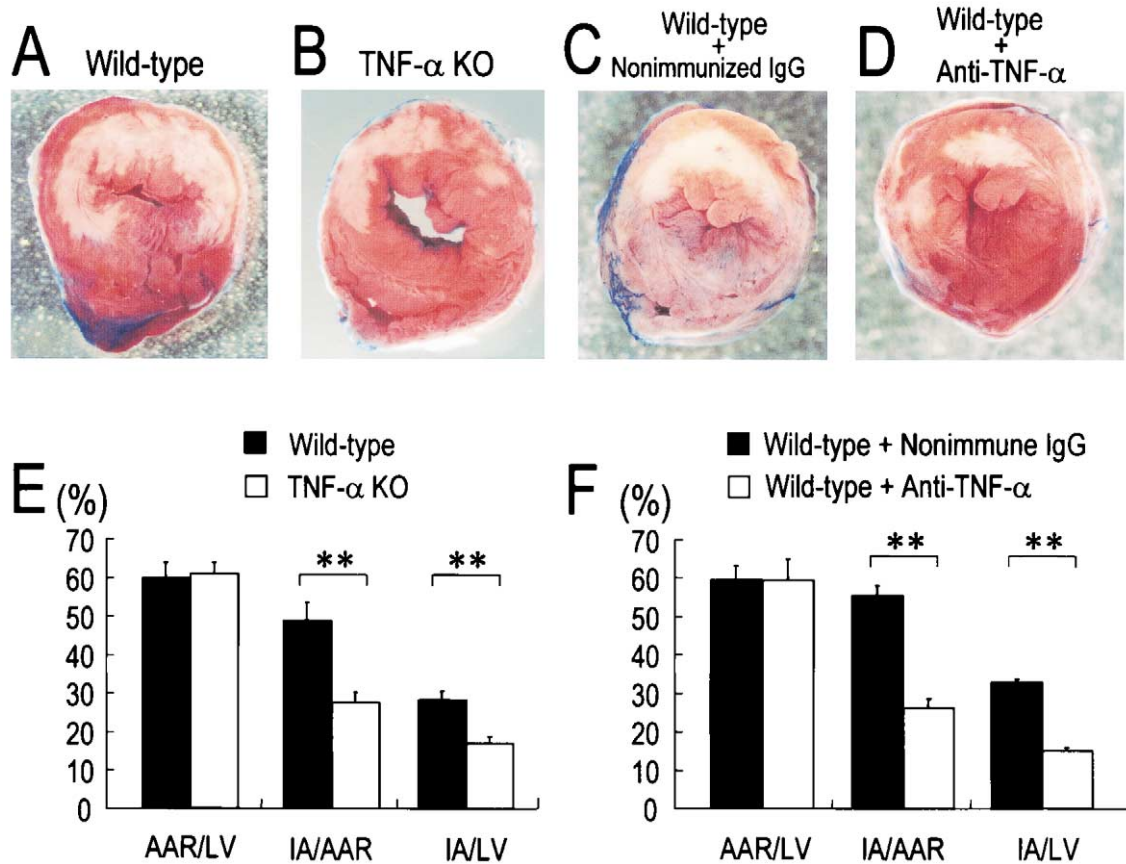 A
Wild-type
B
TNF-α KO
C
Wild-type
+
Nonimmunized IgG
D
Wild-type
+
Anti-TNF-α
E
(%)
Wild-type
TNF-α KO
70
60
50
40
30
20
10
0
**
**
AAR/LV
IA/AAR
IA/LV
F
(%)
Wild-type + Nonimmune IgG
Wild-type + Anti-TNF-α
70
60
50
40
30
20
10
0
**
**
AAR/LV
IA/AAR
IA/LV